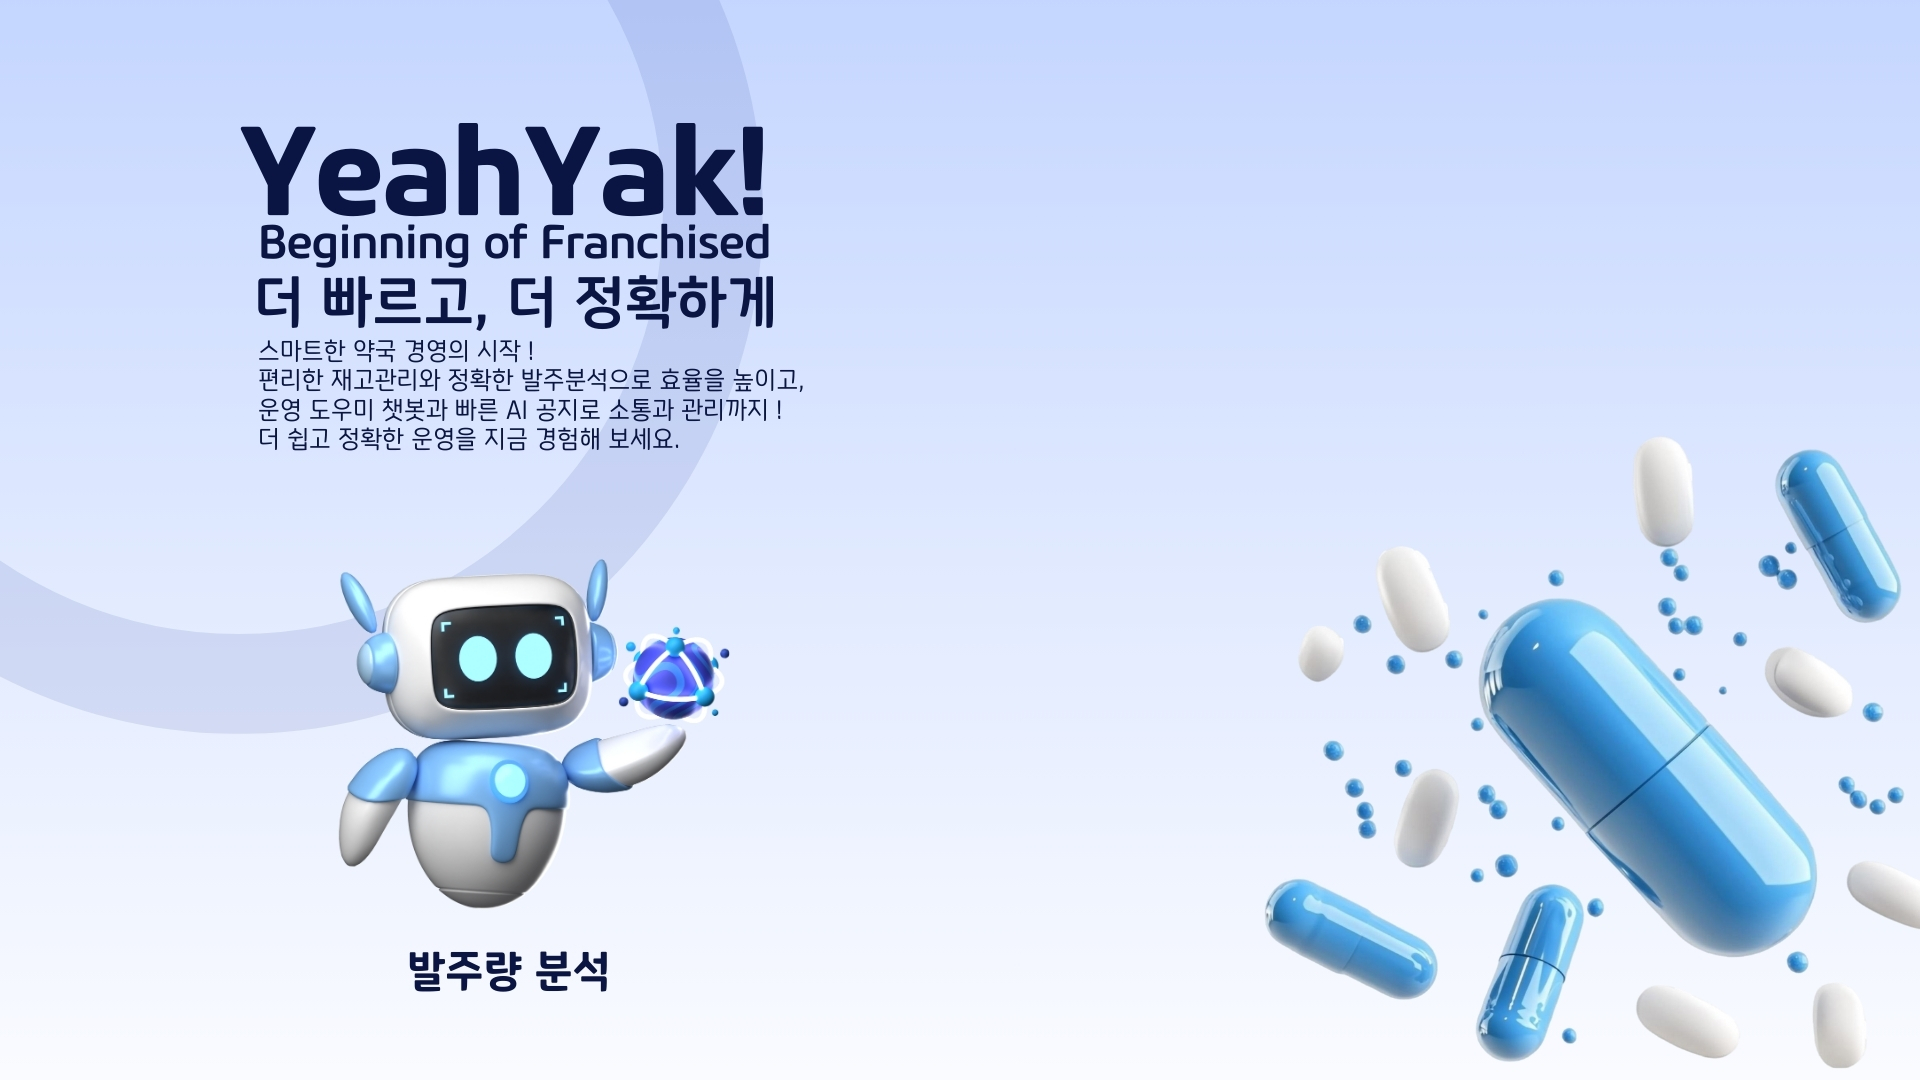 YeahYak!
Beginning of Franchised
더 빠르고, 더 정확하게
스마트한 약국 경영의 시작 !
편리한 재고관리와 정확한 발주분석으로 효율을 높이고,
운영 도우미 챗봇과 빠른 AI 공지로 소통과 관리까지 !
더 쉽고 정확한 운영을 지금 경험해 보세요.
발주량 분석